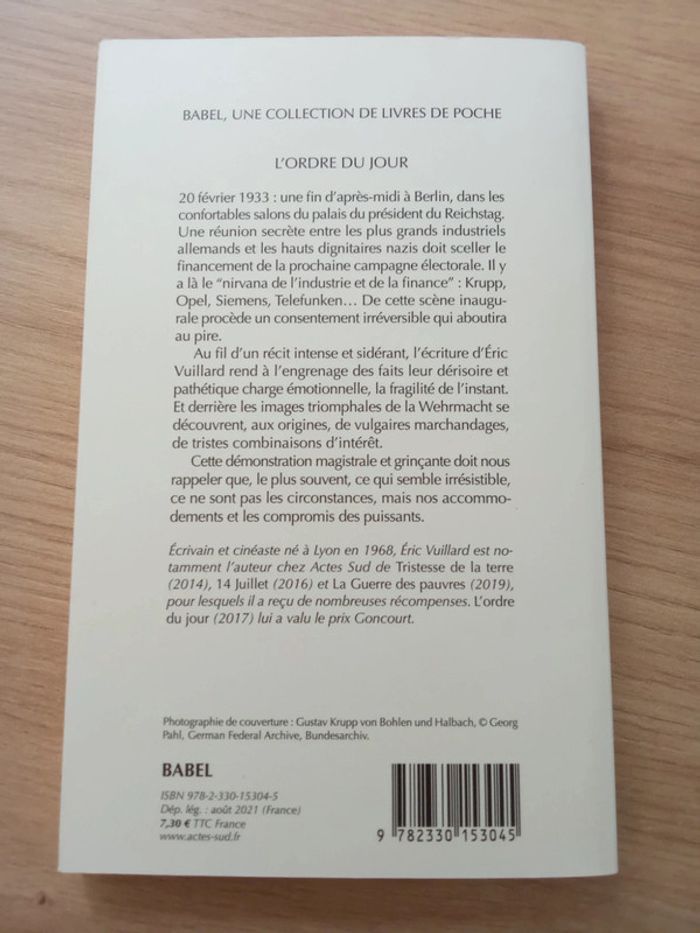 BABEL, UNE COLLECTION DE LIVRES DE POCHE
L'ORDRE DU JOUR
20 février 1933 : une fin d'après-midi à Berlin, dans les
confortables salons du palais du président du Reichstag.
Une réunion secrète entre les plus grands industriels
allemands et les hauts dignitaires nazis doit sceller le
financement de la prochaine campagne électorale. Il y
a là le “nirvana de l'industrie et de la finance” : Krupp,
Opel, Siemens, Telefunken… De cette scène inaugu-
rale procède un consentement irréversible qui aboutira
au pire.
Au fil d'un récit intense et sidérant, l'écriture d'Éric
Vuillard rend à l'engrenage des faits leur dérisoire et
pathétique charge émotionnelle, la fragilité de l'instant.
Et derrière les images triomphales de la Wehrmacht se
découvrent, aux origines, de vulgaires marchandages,
de tristes combinaisons d'intérêt.
Cette démonstration magistrale et grinçante doit nous
rappeler que, le plus souvent, ce qui semble irrésistible,
ce ne sont pas les circonstances, mais nos accommo-
dements et les compromis des puissants.
Écrivain et cinéaste né à Lyon en 1968, Éric Vuillard est no-
tamment l'auteur chez Actes Sud de Tristesse de la terre
(2014), 14 Juillet (2016) et La Guerre des pauvres (2019),
pour lesquels il a reçu de nombreuses récompenses. L'ordre
du jour (2017) lui a valu le prix Goncourt.
Photographie de couverture : Gustav Krupp von Bohlen und Halbach, © Georg
Pahl, German Federal Archive, Bundesarchiv.
BABEL
ISBN 978-2-330-15304-5
Dép. lég. : août 2021 (France)
7,30 € TTC France
www.actes-sud.fr
9 782330 153045